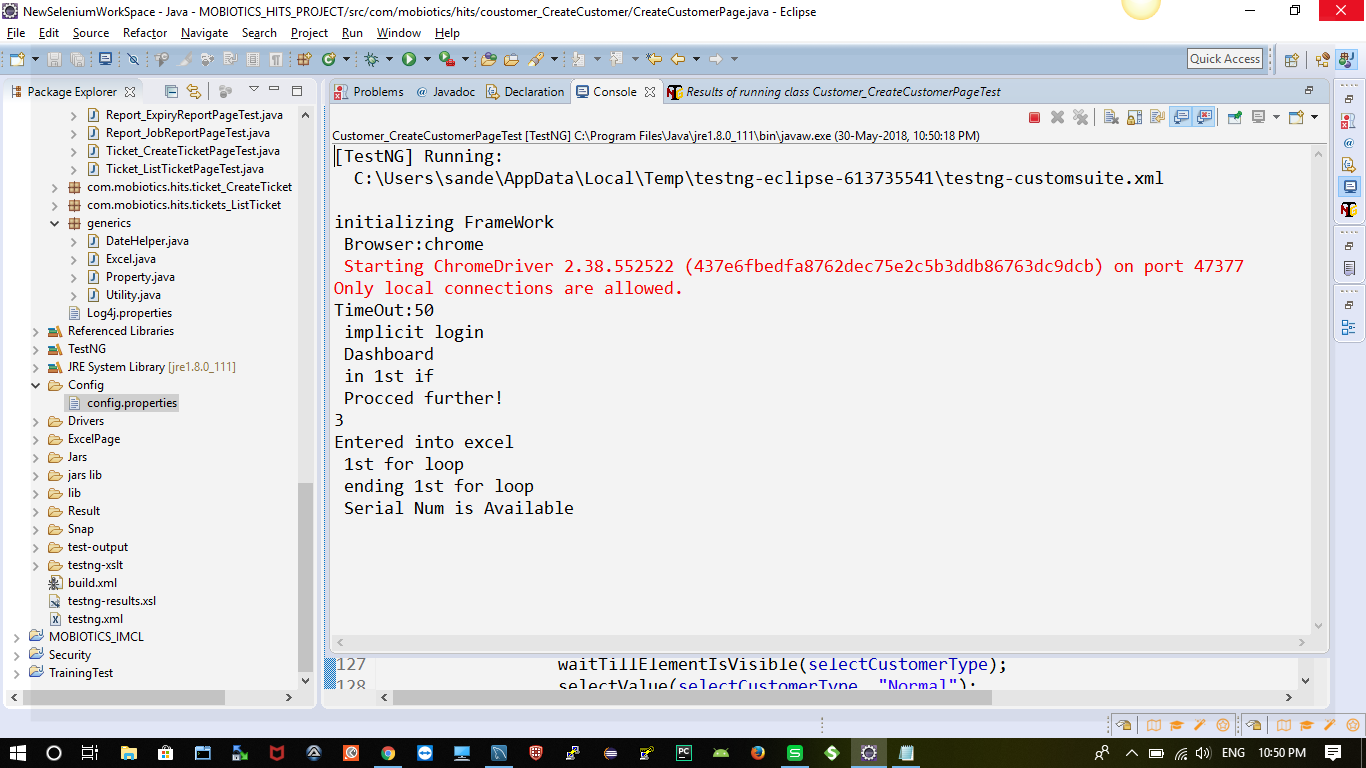 NewSeleniumWorkSpace - Java - MOBIOTICS_HITS_PROJECT/src/com/mobiotics/hits/coustomer_CreateCustomer/CreateCustomerPage.java - Eclipse
File Edit Source Refactor Navigate Search Project Run Window Help
Quick Access
Package Explorer
Report_ExpiryReportPageTest.java
Report_JobReportPageTest.java
Ticket_CreateTicketPageTest.java
Ticket_ListTicketPageTest.java
com.mobiotics.hits.ticket_CreateTicket
com.mobiotics.hits.tickets_ListTicket
generics
DateHelper.java
Excel.java
Property.java
Utility.java
Log4j.properties
Referenced Libraries
TestNG
JRE System Library [jre1.8.0_111]
Config
config.properties
Drivers
ExcelPage
Jars
jars lib
lib
Result
Snap
test-output
testng-xslt
build.xml
testng-results.xsl
testng.xml
MOBIOTICS_IMCL
Security
TrainingTest
Problems @ Javadoc Declaration Console Results of running class Customer_CreateCustomerPageTest
Customer_CreateCustomerPageTest [TestNG] C:\Program Files\Java\jre1.8.0_111\bin\javaw.exe (30-May-2018, 10:50:18 PM)
[TestNG] Running:
C:\Users\sande\AppData\Local\Temp\testng-eclipse-613735541\testng-customsuite.xml
initializing FrameWork
Browser:chrome
Starting ChromeDriver 2.38.552522 (437e6fbedfa8762dec75e2c5b3ddb86763dc9dcb) on port 47377
Only local connections are allowed.
TimeOut:50
implicit login
Dashboard
in 1st if
Procced further!
3
Entered into excel
1st for loop
ending 1st for loop
Serial Num is Available
127 waitTillElementIsVisible(selectCustomerType);
128 selectValue(selectCustomerType, "Normal");
ENG 10:50 PM